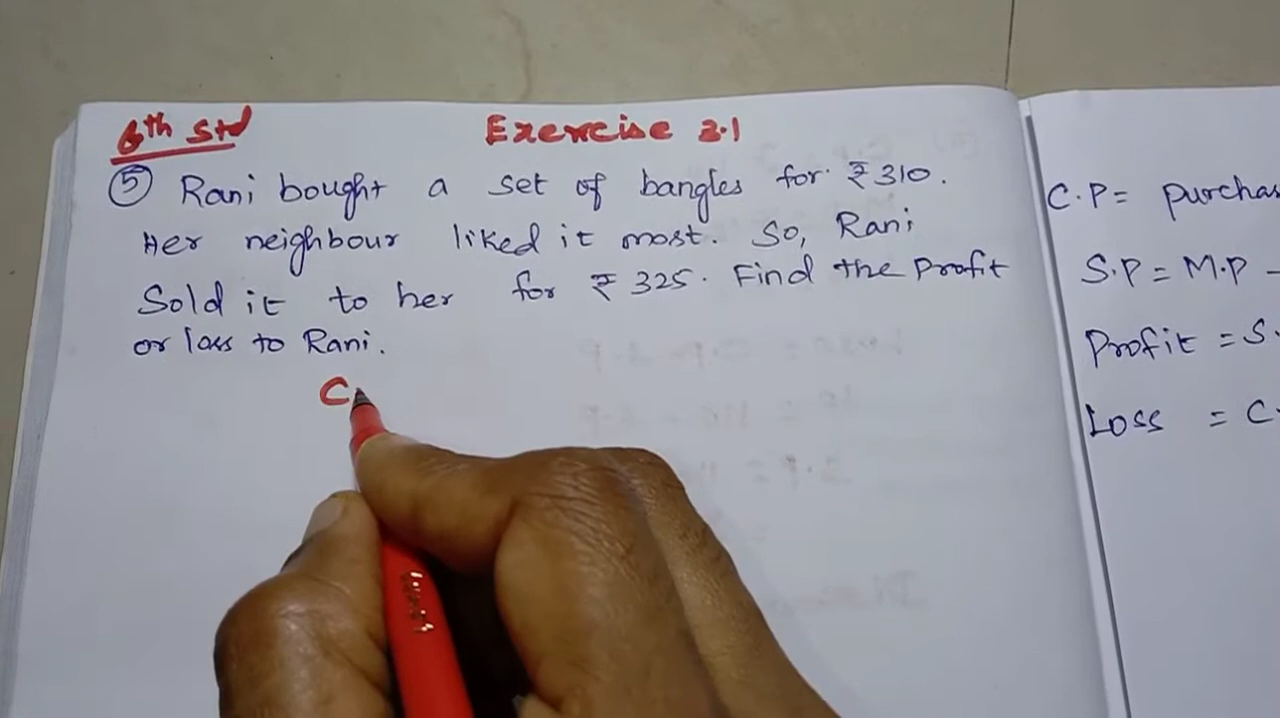 6th Std
Exercise 3.1
⑤ Rani bought a set of bangles for ₹310.
Her neighbour liked it most. So, Rani
Sold it to her for ₹325. Find the Profit
or loss to Rani.
C.
C.P = purchas
S.P = M.P -
Profit = S.
Loss = C.